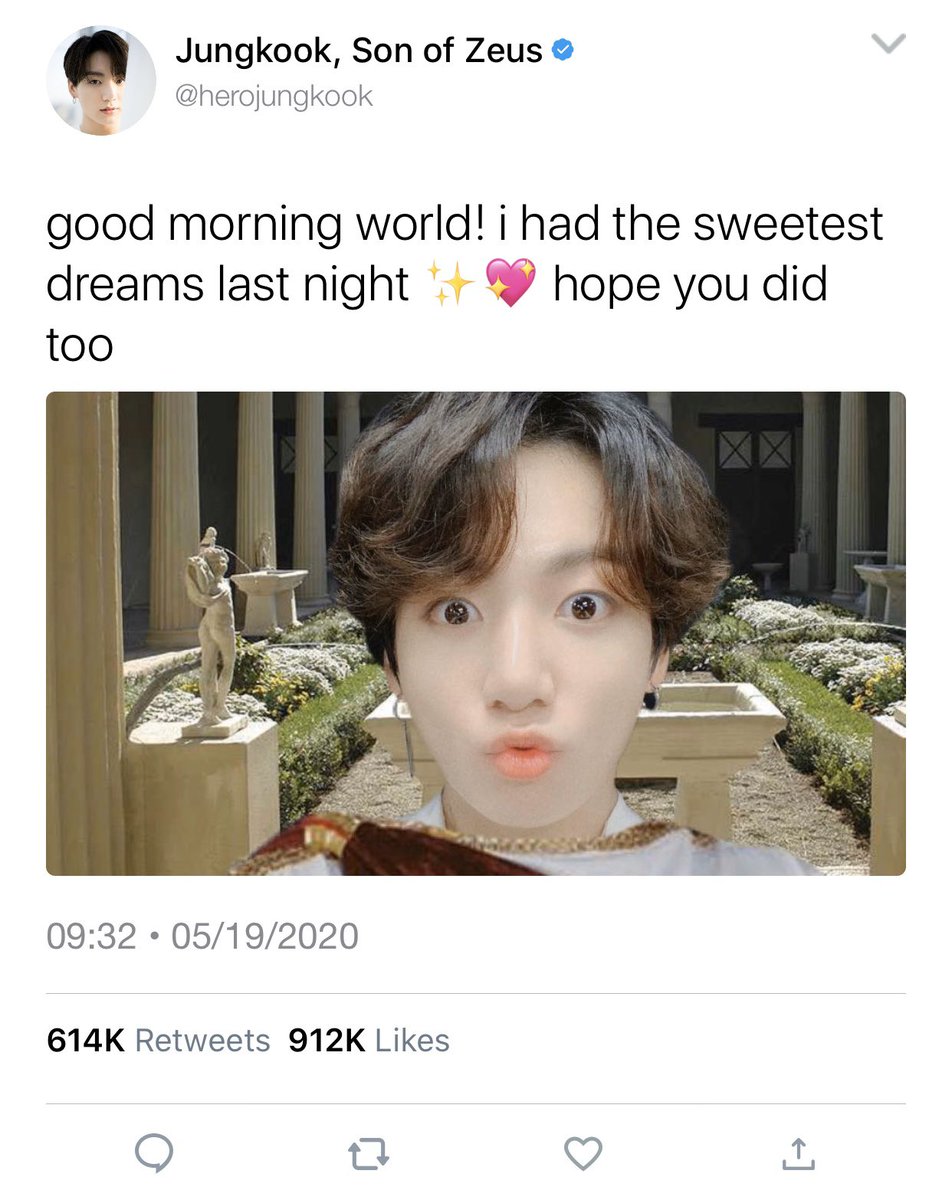 Jungkook, Son of Zeus
@herojungkook
good morning world! i had the sweetest
dreams last night ✨💖 hope you did
too
09:32 • 05/19/2020
614K Retweets 912K Likes